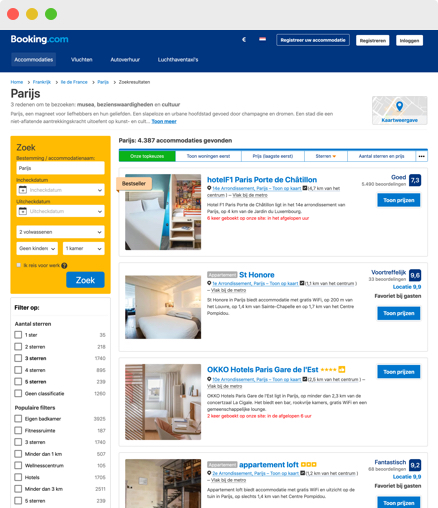 Booking.com
€
Registreer uw accommodatie
Registreren
Inloggen
Accommodaties
Vluchten
Autoverhuur
Luchthaventaxi's
Home
Frankrijk
Ile de France
Parijs
Zoekresultaten
Parijs
3 redenen om te bezoeken: musea, bezienswaardigheden en cultuur
Parijs, een magneet voor liefhebbers en hun geliefden. Een slapeloze en urbane hoofdstad gevoed door champagne en dromen. Een stad die een
niet-aflatende aantrekkingskracht uitoefent op kunst- en cult... Toon meer
Kaartweergave
Zoek
Bestemming / accommodatienaam:
Parijs
Incheckdatum
Incheckdatum
Uitcheckdatum
Uitcheckdatum
2 volwassenen
Geen kinderen
1 kamer
Ik reis voor werk
Zoek
Filter op:
Aantal sterren
1 ster 35
2 sterren 218
3 sterren 1740
4 sterren 895
5 sterren 239
Geen classificatie 1260
Populaire filters
Eigen badkamer 3925
Fitnessruimte 187
3 sterren 1740
Minder dan 1 km 507
Wellnesscentrum 105
Hotels 1705
Minder dan 3 km 2511
5 sterren 239
Parijs: 4.387 accommodaties gevonden
Onze topkeuzes
Toon woningen eerst
Prijs (laagste eerst)
Sterren
Aantal sterren en prijs
Bestseller
hotelF1 Paris Porte de Châtillon
14e Arrondissement, Parijs – Toon op kaart (4,7 km van het
centrum) – Vlak bij de metro
Hotel F1 Paris Porte de Châtillon ligt in het 14e arrondissement van
Parijs, op 4 km van de Jardin du Luxembourg.
6 keer geboekt op onze site: in de afgelopen uur
Goed
5.490 beoordelingen
7,3
Toon prijzen
Appartement St Honore
1e Arrondissement, Parijs – Toon op kaart (1,1 km van het centrum )
– Vlak bij de metro
St Honore in Parijs biedt accommodatie met gratis WiFi, op 200 m van
het Louvre, op 1,4 km van Sainte-Chapelle en op 1,7 km van het Centre
Pompidou.
Voortreffelijk
2 beoordelingen
9,6
Locatie 9,9
Favoriet bij gasten
Toon prijzen
OKKO Hotels Paris Gare de l'Est
10e Arrondissement, Parijs – Toon op kaart (2,5 km van het centrum ) –
Vlak bij de metro
OKKO Hotels Paris Gare de l'Est ligt in Parijs, op minder dan 2,3 km van de
concertzaal La Cigale. Het biedt een bar, rookvrije kamers, gratis WiFi en een
gemeenschappelijke lounge.
2 keer geboekt op onze site: in de afgelopen 6 uur
Toon prijzen
Appartement appartement loft
2e Arrondissement, Parijs – Toon op kaart (1,2 km van het centrum )
– Vlak bij de metro
Appartement loft biedt accommodatie met gratis WiFi en uitzicht op de
tuin in Parijs, op slechts 1,4 km van het Centre Pompidou.
Fantastisch
68 beoordelingen
9,2
Locatie 9,9
Favoriet bij gasten
Toon prijzen